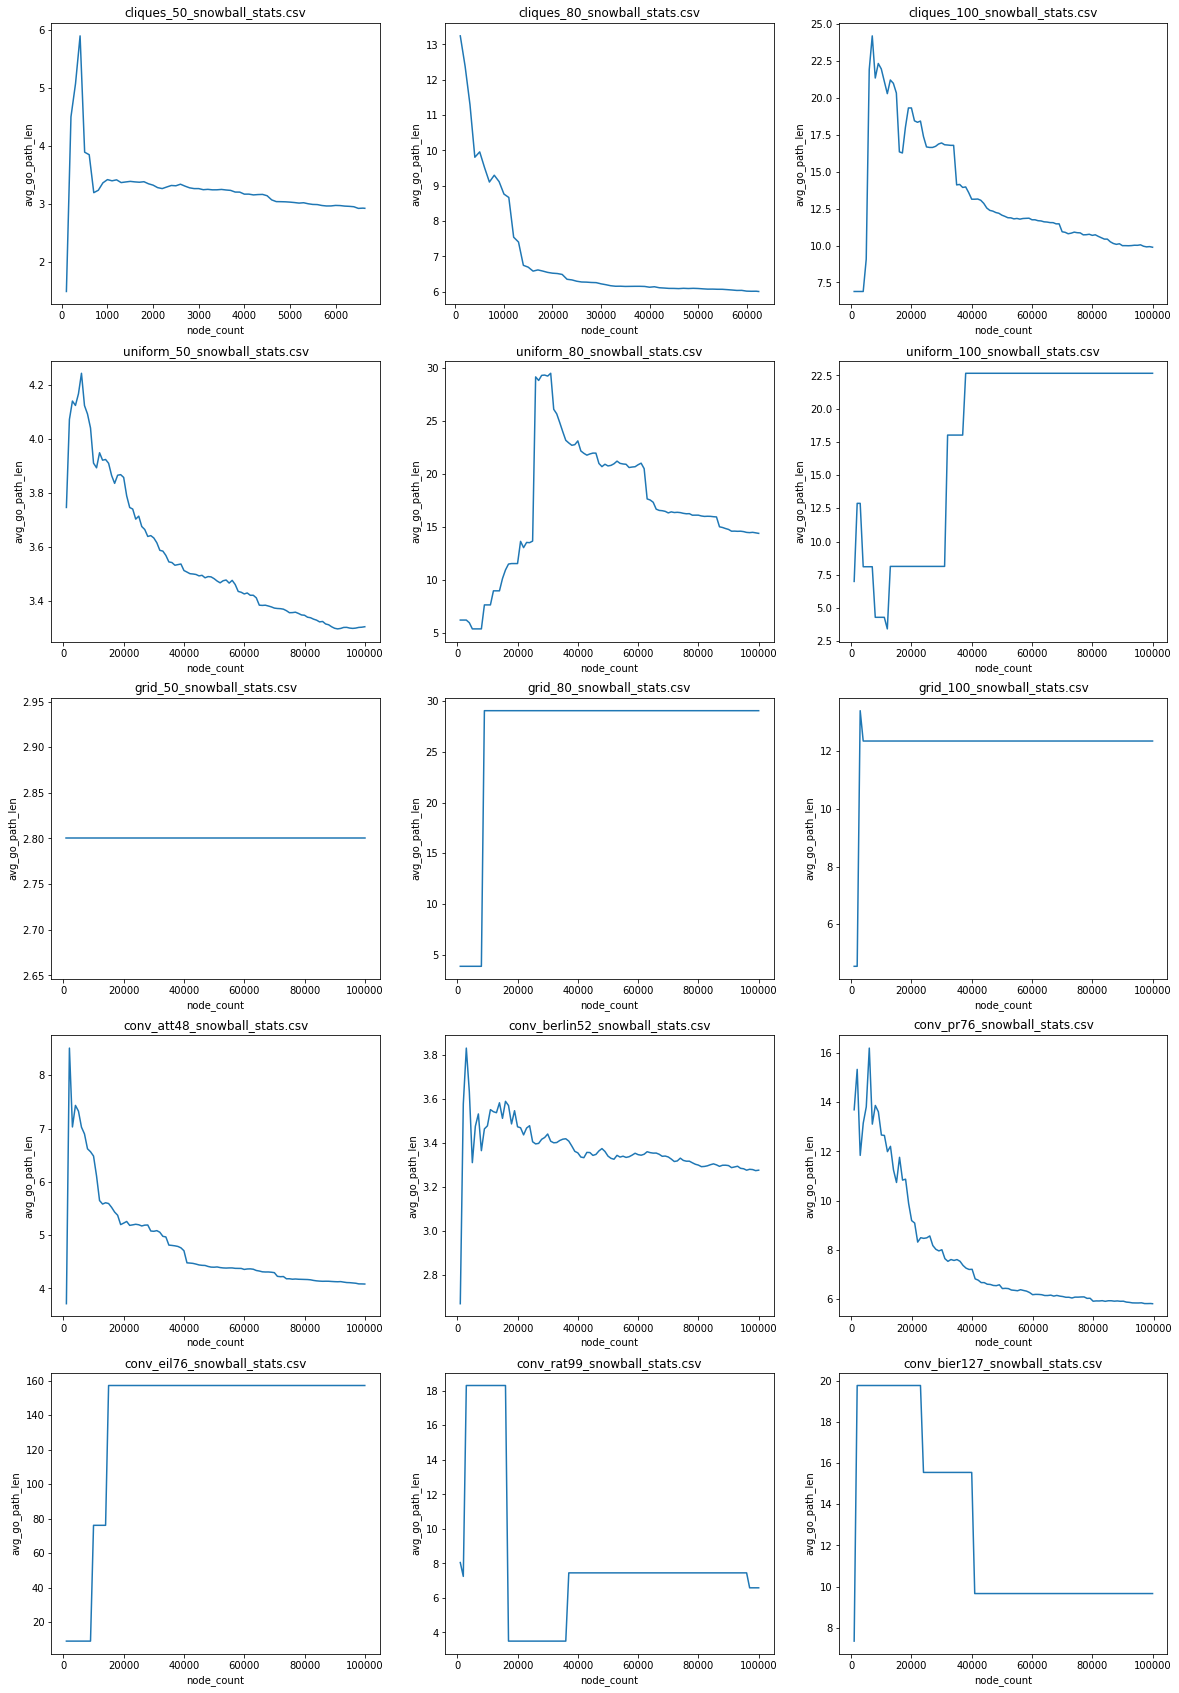 cliques_50_snowball_stats.csv
avg_go_path_len
6
5
4
3
2
0 1000 2000 3000 4000 5000 6000
node_count
cliques_80_snowball_stats.csv
avg_go_path_len
13
12
11
10
9
8
7
6
0 10000 20000 30000 40000 50000 60000
node_count
cliques_100_snowball_stats.csv
avg_go_path_len
25.0
22.5
20.0
17.5
15.0
12.5
10.0
7.5
0 20000 40000 60000 80000 100000
node_count
uniform_50_snowball_stats.csv
avg_go_path_len
4.2
4.0
3.8
3.6
3.4
0 20000 40000 60000 80000 100000
node_count
uniform_80_snowball_stats.csv
avg_go_path_len
30
25
20
15
10
5
0 20000 40000 60000 80000 100000
node_count
uniform_100_snowball_stats.csv
avg_go_path_len
22.5
20.0
17.5
15.0
12.5
10.0
7.5
5.0
2.5
0 20000 40000 60000 80000 100000
node_count
grid_50_snowball_stats.csv
avg_go_path_len
2.95
2.90
2.85
2.80
2.75
2.70
2.65
0 20000 40000 60000 80000 100000
node_count
grid_80_snowball_stats.csv
avg_go_path_len
30
25
20
15
10
5
0 20000 40000 60000 80000 100000
node_count
grid_100_snowball_stats.csv
avg_go_path_len
12
10
8
6
0 20000 40000 60000 80000 100000
node_count
conv_att48_snowball_stats.csv
avg_go_path_len
8
7
6
5
4
0 20000 40000 60000 80000 100000
node_count
conv_berlin52_snowball_stats.csv
avg_go_path_len
3.8
3.6
3.4
3.2
3.0
2.8
0 20000 40000 60000 80000 100000
node_count
conv_pr76_snowball_stats.csv
avg_go_path_len
16
14
12
10
8
6
0 20000 40000 60000 80000 100000
node_count
conv_eil76_snowball_stats.csv
avg_go_path_len
160
140
120
100
80
60
40
20
0 20000 40000 60000 80000 100000
node_count
conv_rat99_snowball_stats.csv
avg_go_path_len
18
16
14
12
10
8
6
4
0 20000 40000 60000 80000 100000
node_count
conv_bier127_snowball_stats.csv
avg_go_path_len
20
18
16
14
12
10
8
0 20000 40000 60000 80000 100000
node_count